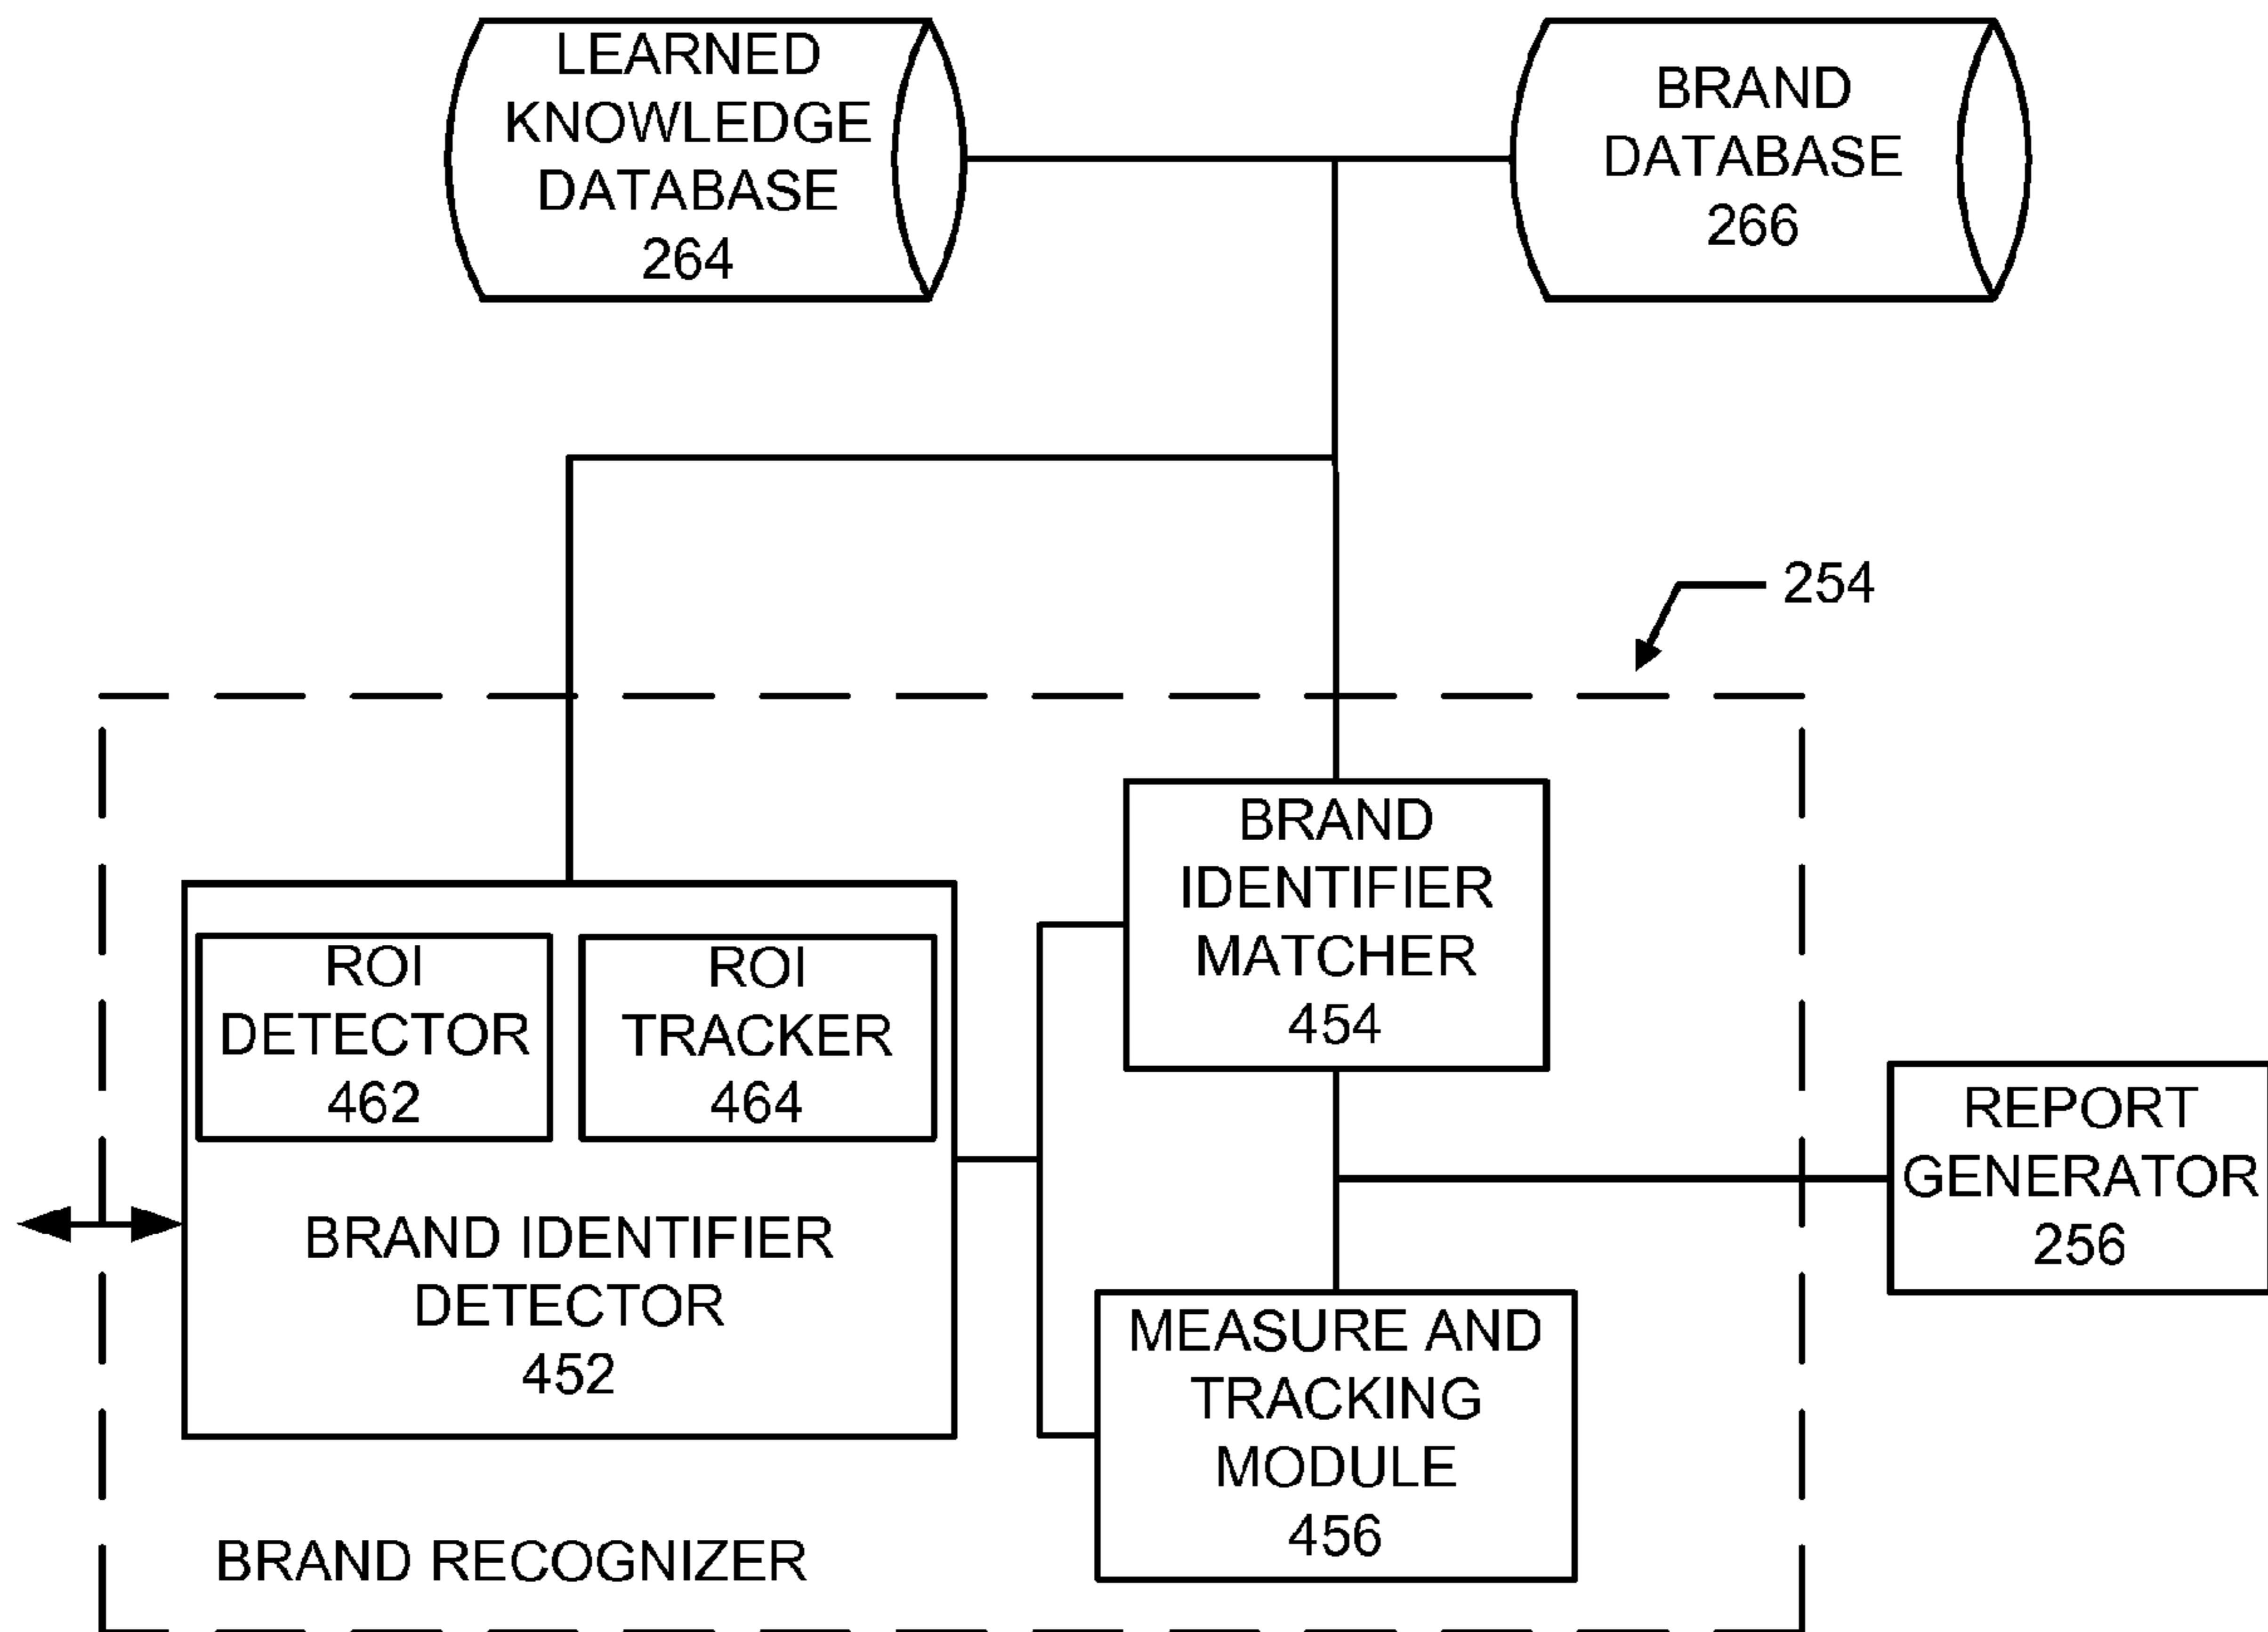 LEARNED
KNOWLEDGE
DATABASE
264
BRAND
DATABASE
266
254
ROI
DETECTOR
462
ROI
TRACKER
464
BRAND IDENTIFIER
DETECTOR
452
BRAND
IDENTIFIER
MATCHER
454
MEASURE AND
TRACKING
MODULE
456
REPORT
GENERATOR
256
BRAND RECOGNIZER